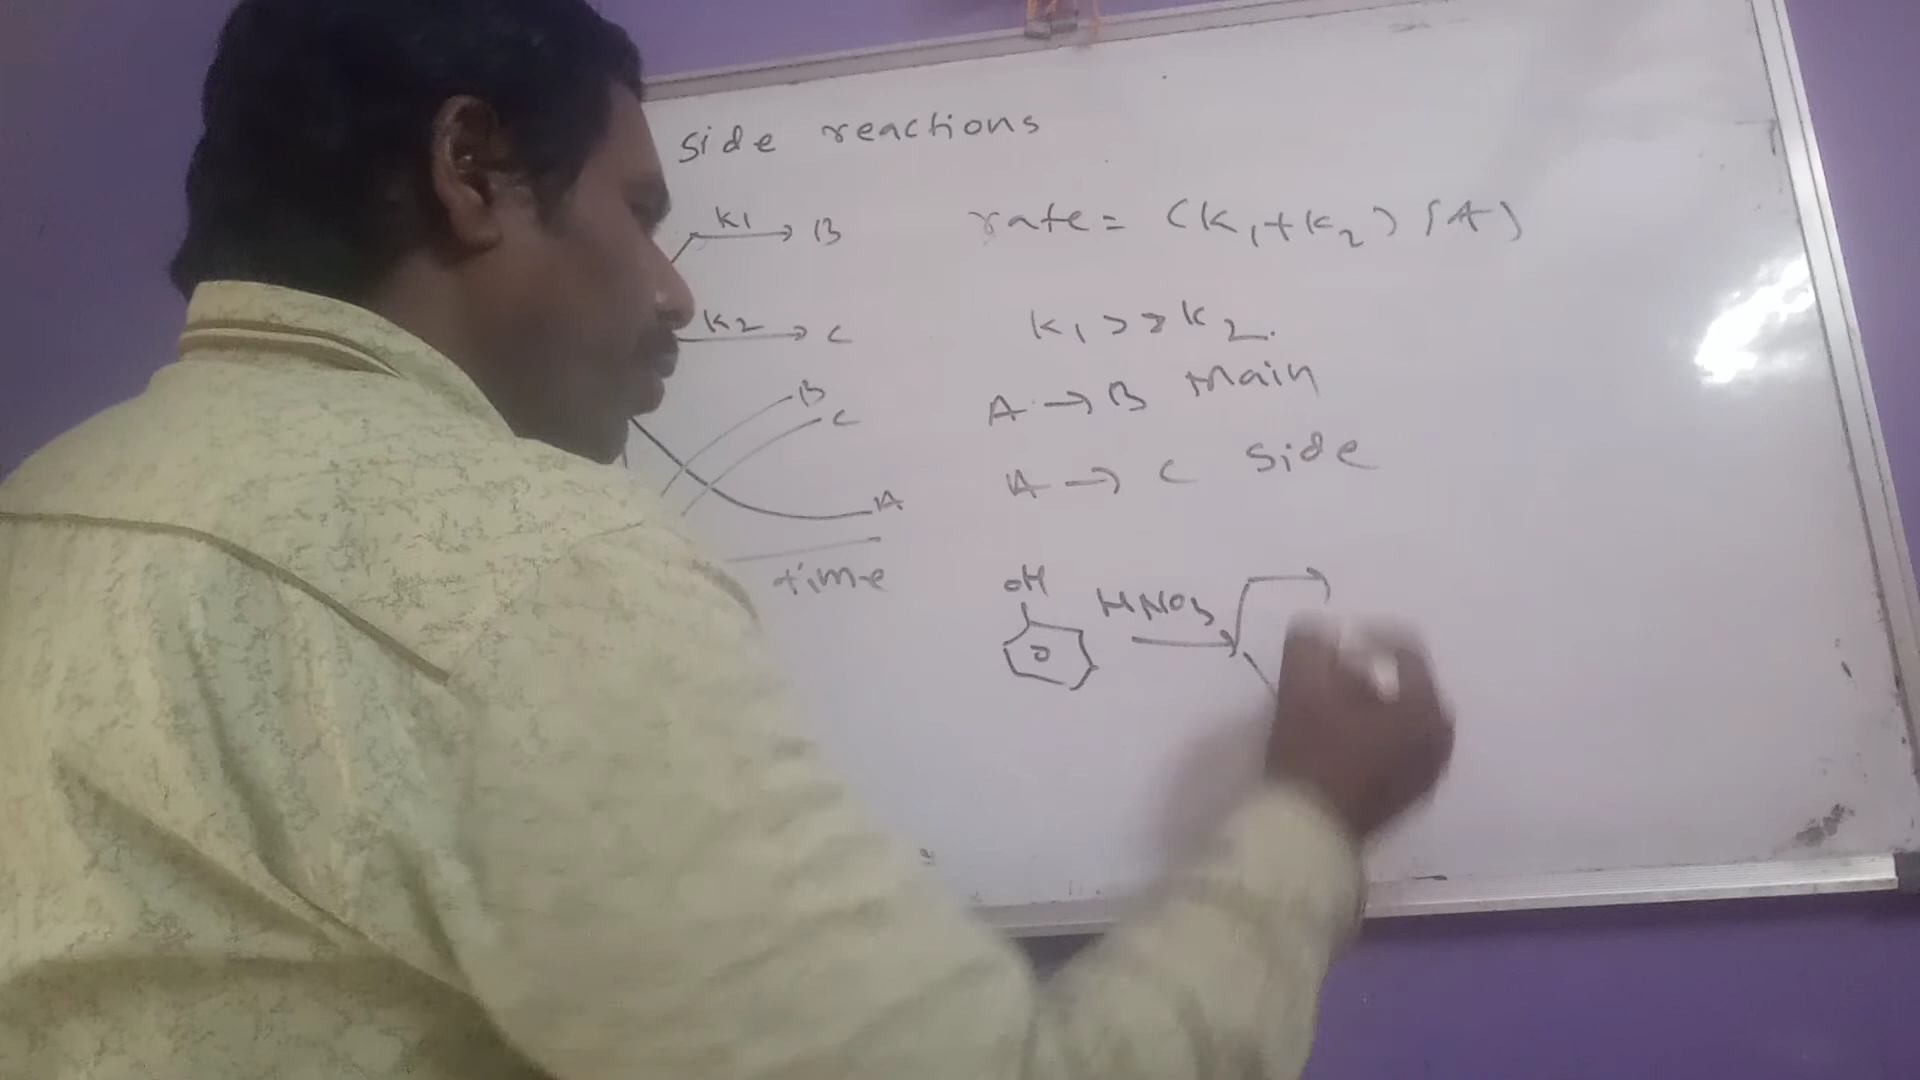 side reactions
K1 → B
rate = (K1+K2) [A]
K2 → C
K1 >> K2.
B
C
A → B main
A → C side
A
time
OH
HNO3